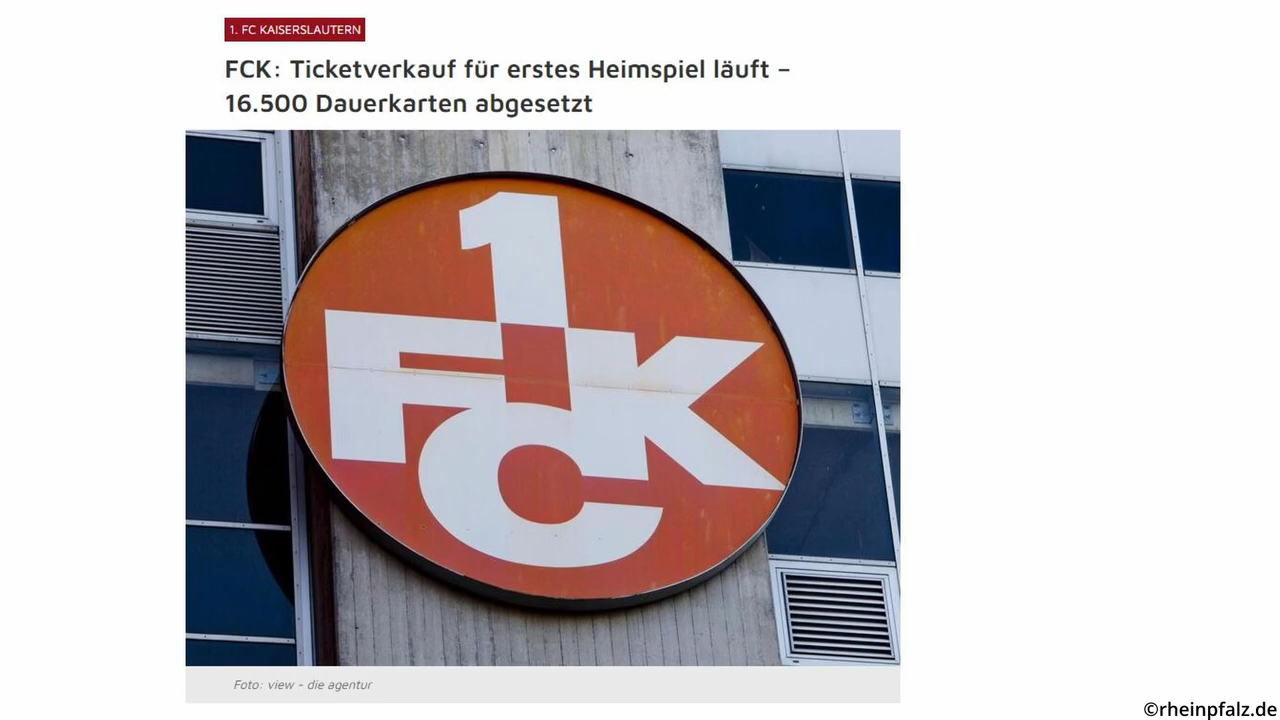 1. FC KAISERSLAUTERN
FCK: Ticketverkauf für erstes Heimspiel läuft –
16.500 Dauerkarten abgesetzt
1
FCK
Foto: view - die agentur
©rheinpfalz.de